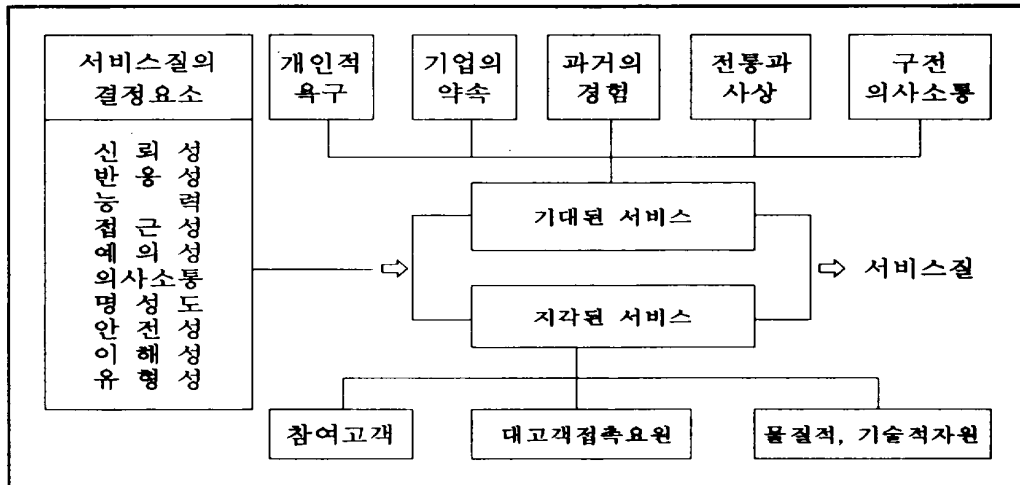 서비스질의
결정요소
신 뢰 성
반 응 성
능 력
접 근 성
예 의 성
의사소통
명 성 도
안 전 성
이 해 성
유 형 성
개인적
욕구
기업의
약속
과거의
경험
전통과
사상
구전
의사소통
기대된 서비스
지각된 서비스
서비스질
참여고객
대고객접촉요원
물질적, 기술적자원